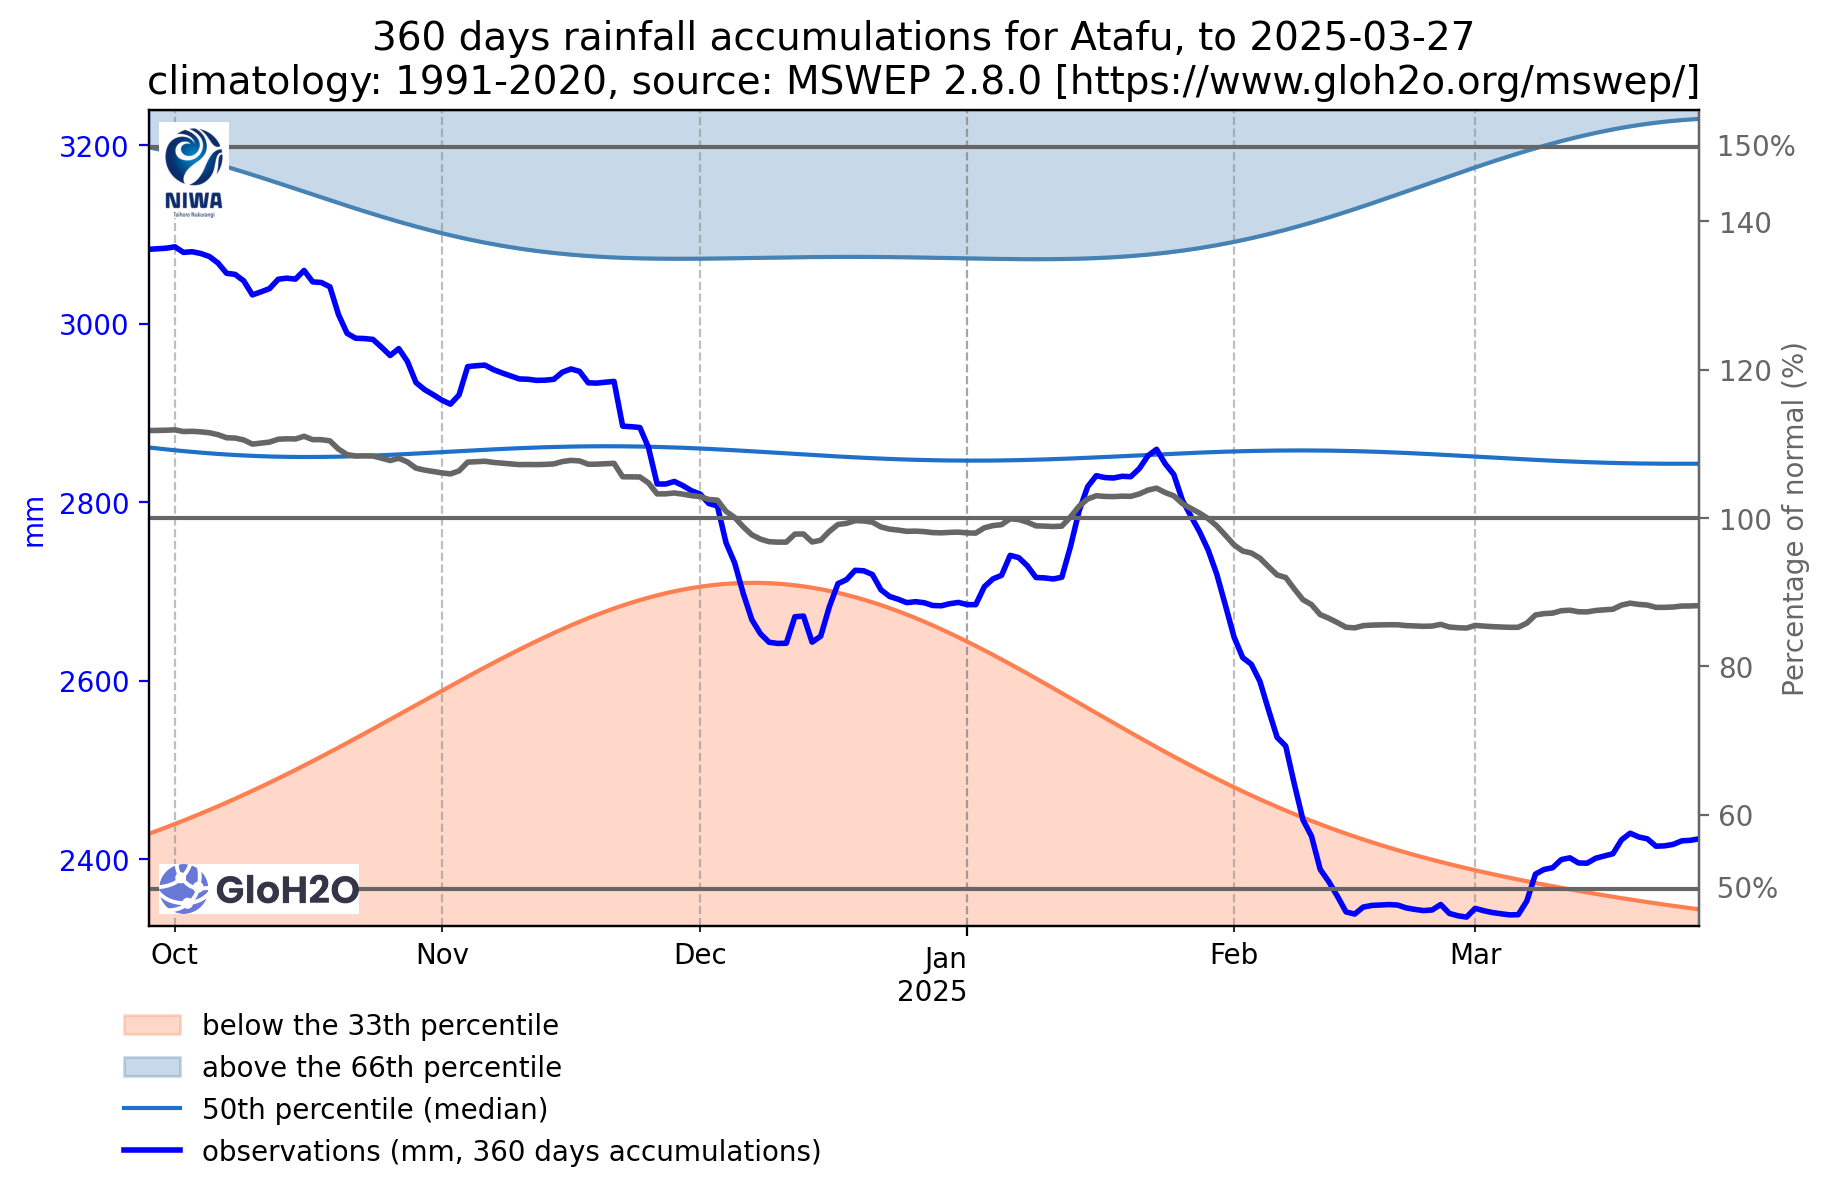 360 days rainfall accumulations for Atafu, to 2025-03-27
climatology: 1991-2020, source: MSWEP 2.8.0 [https://www.gloh2o.org/mswep/]
NIWA
Taihoro Nukurangi
3200
3000
2800
2600
2400
mm
150%
140
120
100
80
60
50%
Percentage of normal (%)
GloH2O
Oct
Nov
Dec
Jan
2025
Feb
Mar
below the 33th percentile
above the 66th percentile
50th percentile (median)
observations (mm, 360 days accumulations)